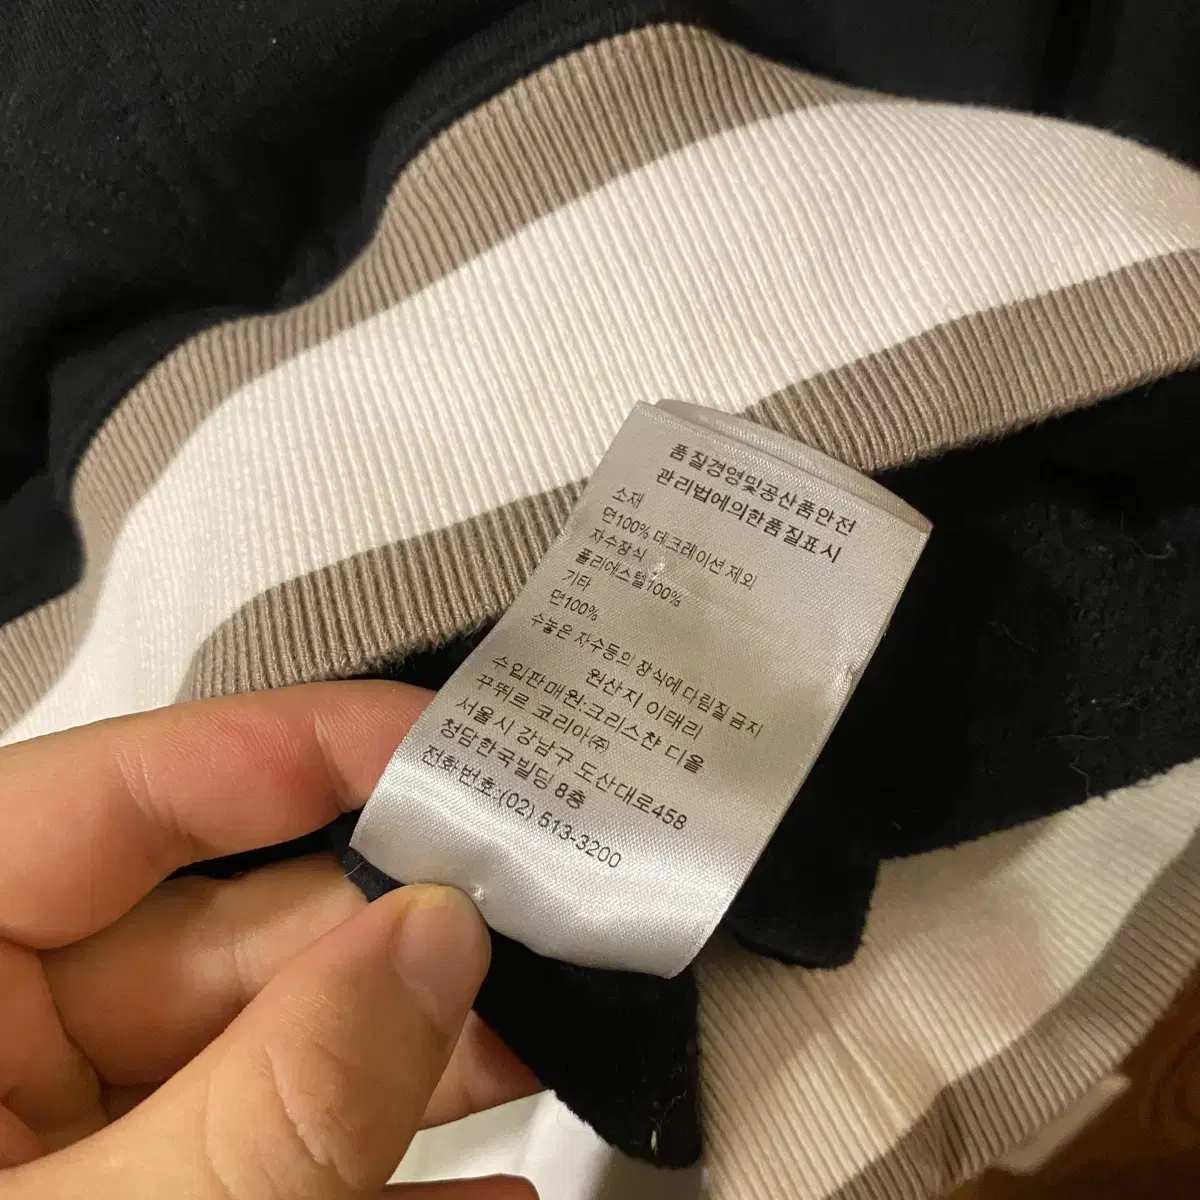 품질경영및공산품안전
관리법에의한품질표시
소재
면100% 데크레이션 제외
자수장식
폴리에스텔100%
기타
면100%
수놓은 자수등의 장식에 다림질 금지
원산지 이태리
수입판매원:크리스챤 디올
꾸뛰르 코리아㈜
서울시 강남구 도산대로458
청담한국빌딩 8층
전화번호:(02) 513-3200